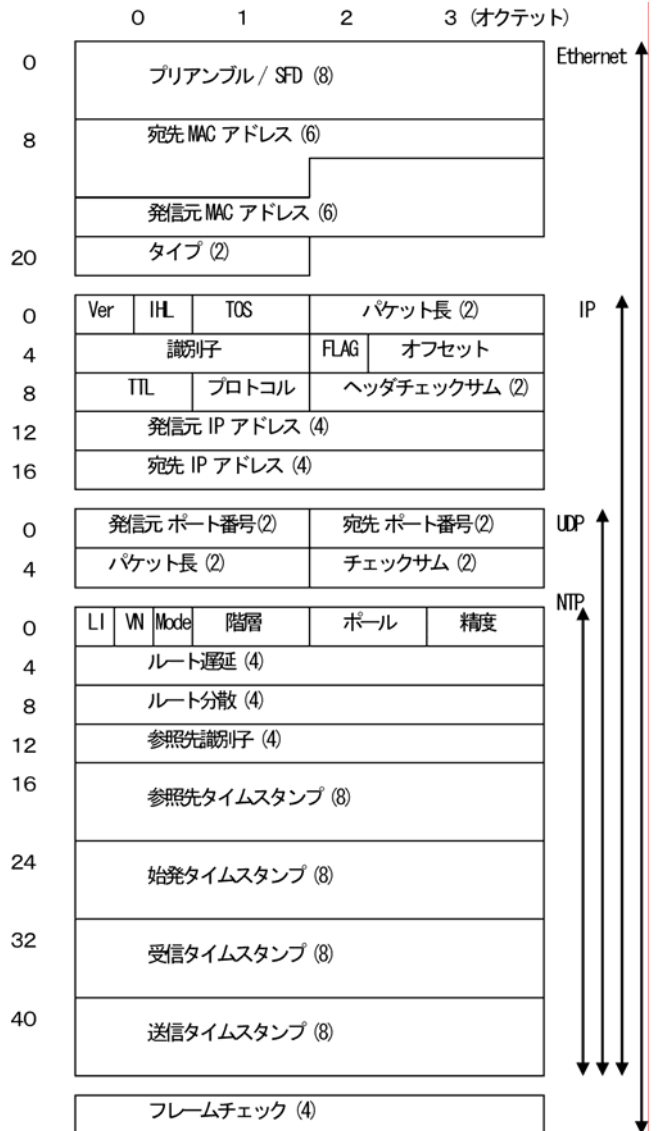 0 1 2 3 (オクテット)
Ethernet
0 プリアンブル / SFD (8)
8 宛先 MAC アドレス (6)
発信元 MAC アドレス (6)
20 タイプ (2)
IP
0 Ver IHL TOS パケット長 (2)
4 識別子 FLAG オフセット
8 TTL プロトコル ヘッダチェックサム (2)
12 発信元 IP アドレス (4)
16 宛先 IP アドレス (4)
UDP
0 発信元 ポート番号(2) 宛先 ポート番号(2)
4 パケット長 (2) チェックサム (2)
NTP
0 LI VN Mode 階層 ポール 精度
4 ルート遅延 (4)
8 ルート分散 (4)
12 参照先識別子 (4)
16 参照先タイムスタンプ (8)
24 始発タイムスタンプ (8)
32 受信タイムスタンプ (8)
40 送信タイムスタンプ (8)
フレームチェック (4)